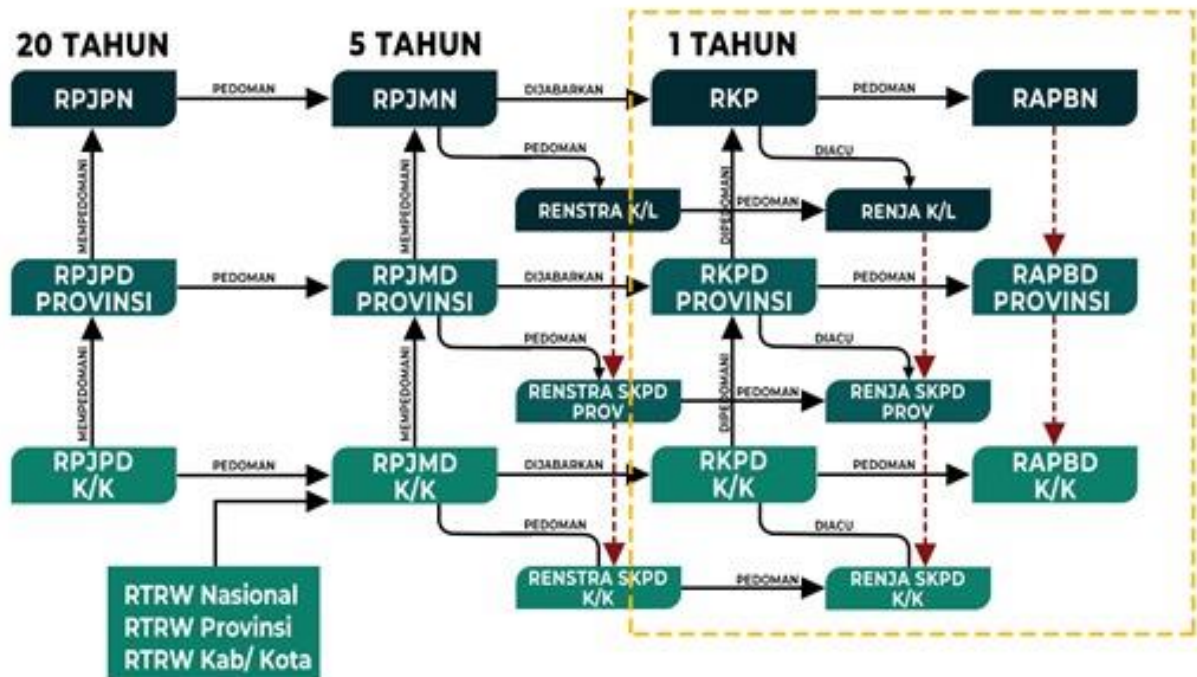 20 TAHUN
5 TAHUN
1 TAHUN
RPJPN
PEDOMAN
RPJMN
DIJABARKAN
RKP
PEDOMAN
RAPBN
MEMPEDOMANI
MEMPEDOMANI
PEDOMAN
DIPEDOMANI
DIACU
RENSTRA K/L
PEDOMAN
RENJA K/L
RPJPD
PROVINSI
PEDOMAN
RPJMD
PROVINSI
DIJABARKAN
RKPD
PROVINSI
PEDOMAN
RAPBD
PROVINSI
MEMPEDOMANI
MEMPEDOMANI
PEDOMAN
DIPEDOMANI
DIACU
RENSTRA SKPD
PROV
PEDOMAN
RENJA SKPD
PROV
RPJPD
K/K
PEDOMAN
RPJMD
K/K
DIJABARKAN
RKPD
K/K
PEDOMAN
RAPBD
K/K
PEDOMAN
DIACU
RENSTRA SKPD
K/K
PEDOMAN
RENJA SKPD
K/K
RTRW Nasional
RTRW Provinsi
RTRW Kab/ Kota